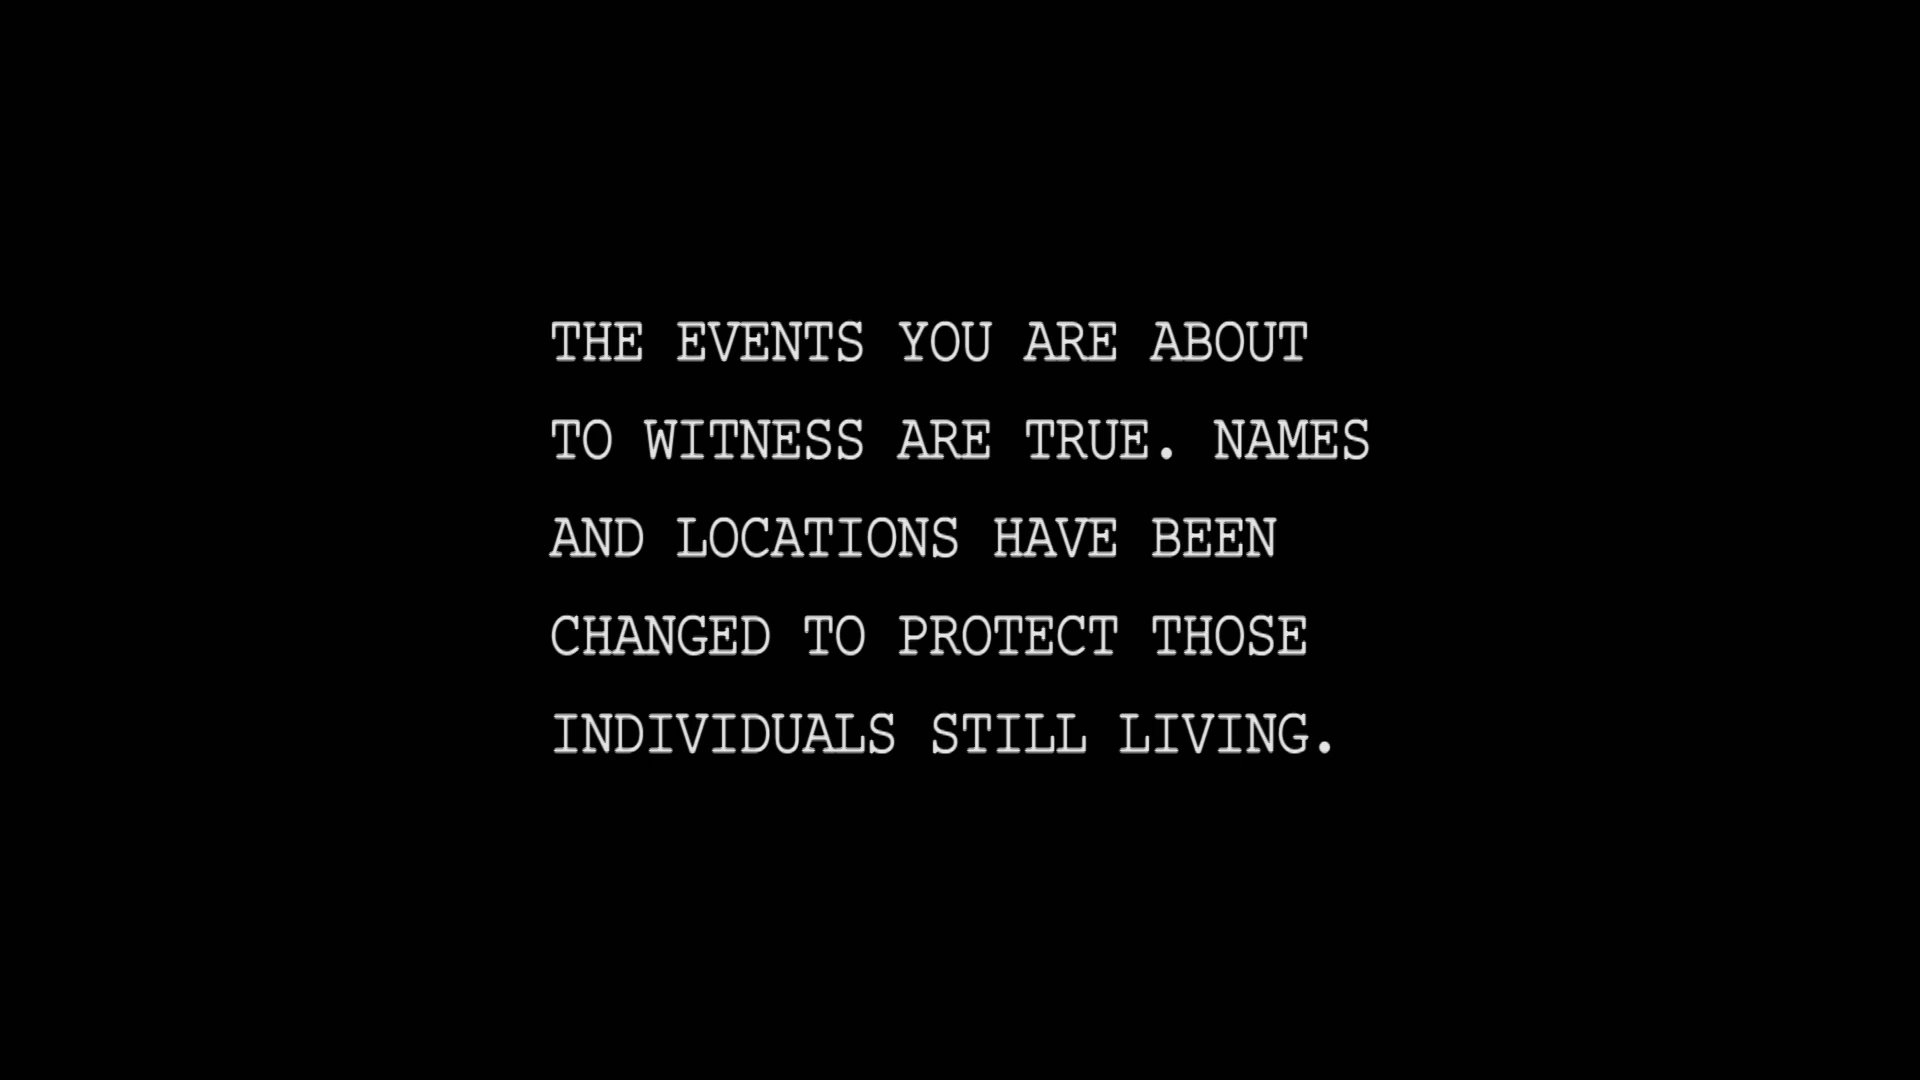 THE EVENTS YOU ARE ABOUT
TO WITNESS ARE TRUE. NAMES
AND LOCATIONS HAVE BEEN
CHANGED TO PROTECT THOSE
INDIVIDUALS STILL LIVING.